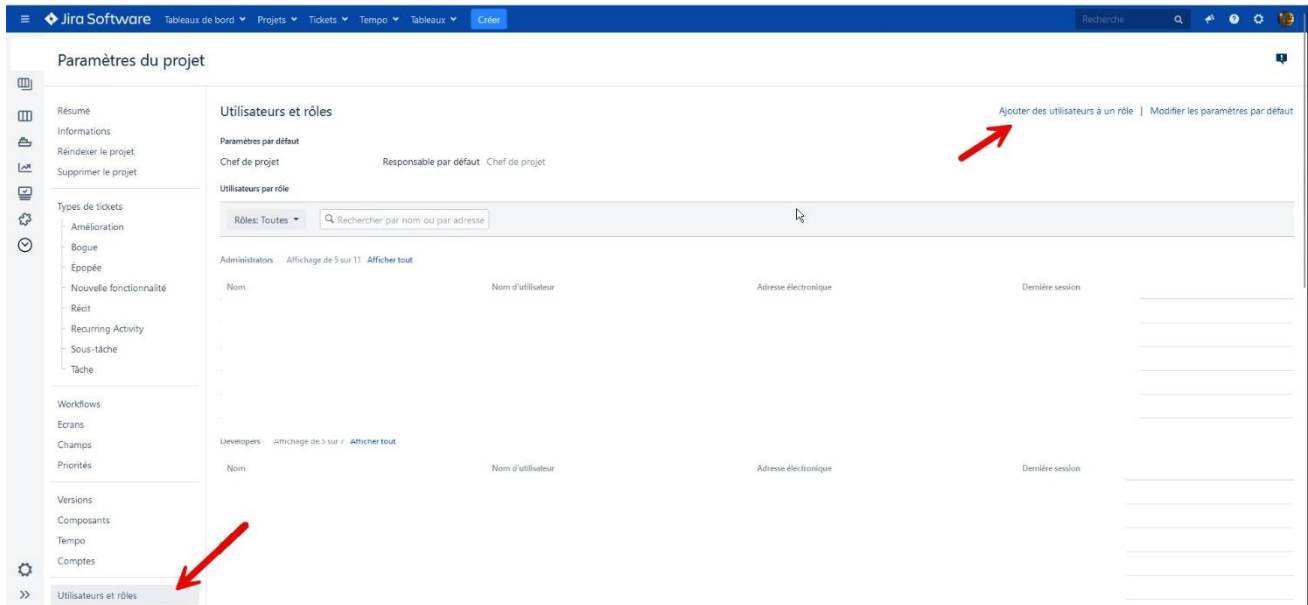 Jira Software Tableaux de bord Projets Tickets Tempo Tableaux Créer Recherche
Paramètres du projet
Résumé
Informations
Réindexer le projet
Supprimer le projet
Types de tickets
Amélioration
Bogue
Épopée
Nouvelle fonctionnalité
Récit
Recurring Activity
Sous-tâche
Tâche
Workflows
Ecrans
Champs
Priorités
Versions
Composants
Tempo
Comptes
Utilisateurs et rôles
Utilisateurs et rôles
Ajouter des utilisateurs à un rôle | Modifier les paramètres par défaut
Paramètres par défaut
Chef de projet Responsable par défaut Chef de projet
Utilisateurs par rôle
Rôles: Toutes Rechercher par nom ou par adresse
Administrators Affichage de 5 sur 11 Afficher tout
Nom Nom d'utilisateur Adresse électronique Dernière session
Developers Affichage de 5 sur 7 Afficher tout
Nom Nom d'utilisateur Adresse électronique Dernière session